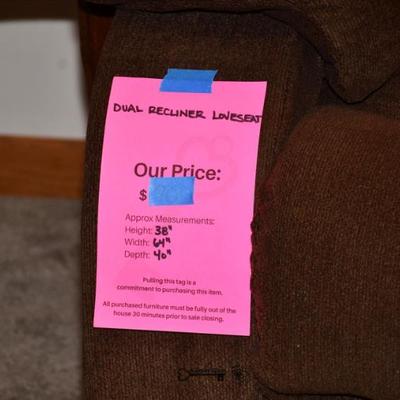 DUAL RECLINER LOVESEAT
Our Price:
$
Approx Measurements:
Height: 38"
Width: 64"
Depth: 40"
Pulling this tag is a
commitment to purchasing this item.
All purchased furniture must be fully out of the
house 30 minutes prior to sale closing.